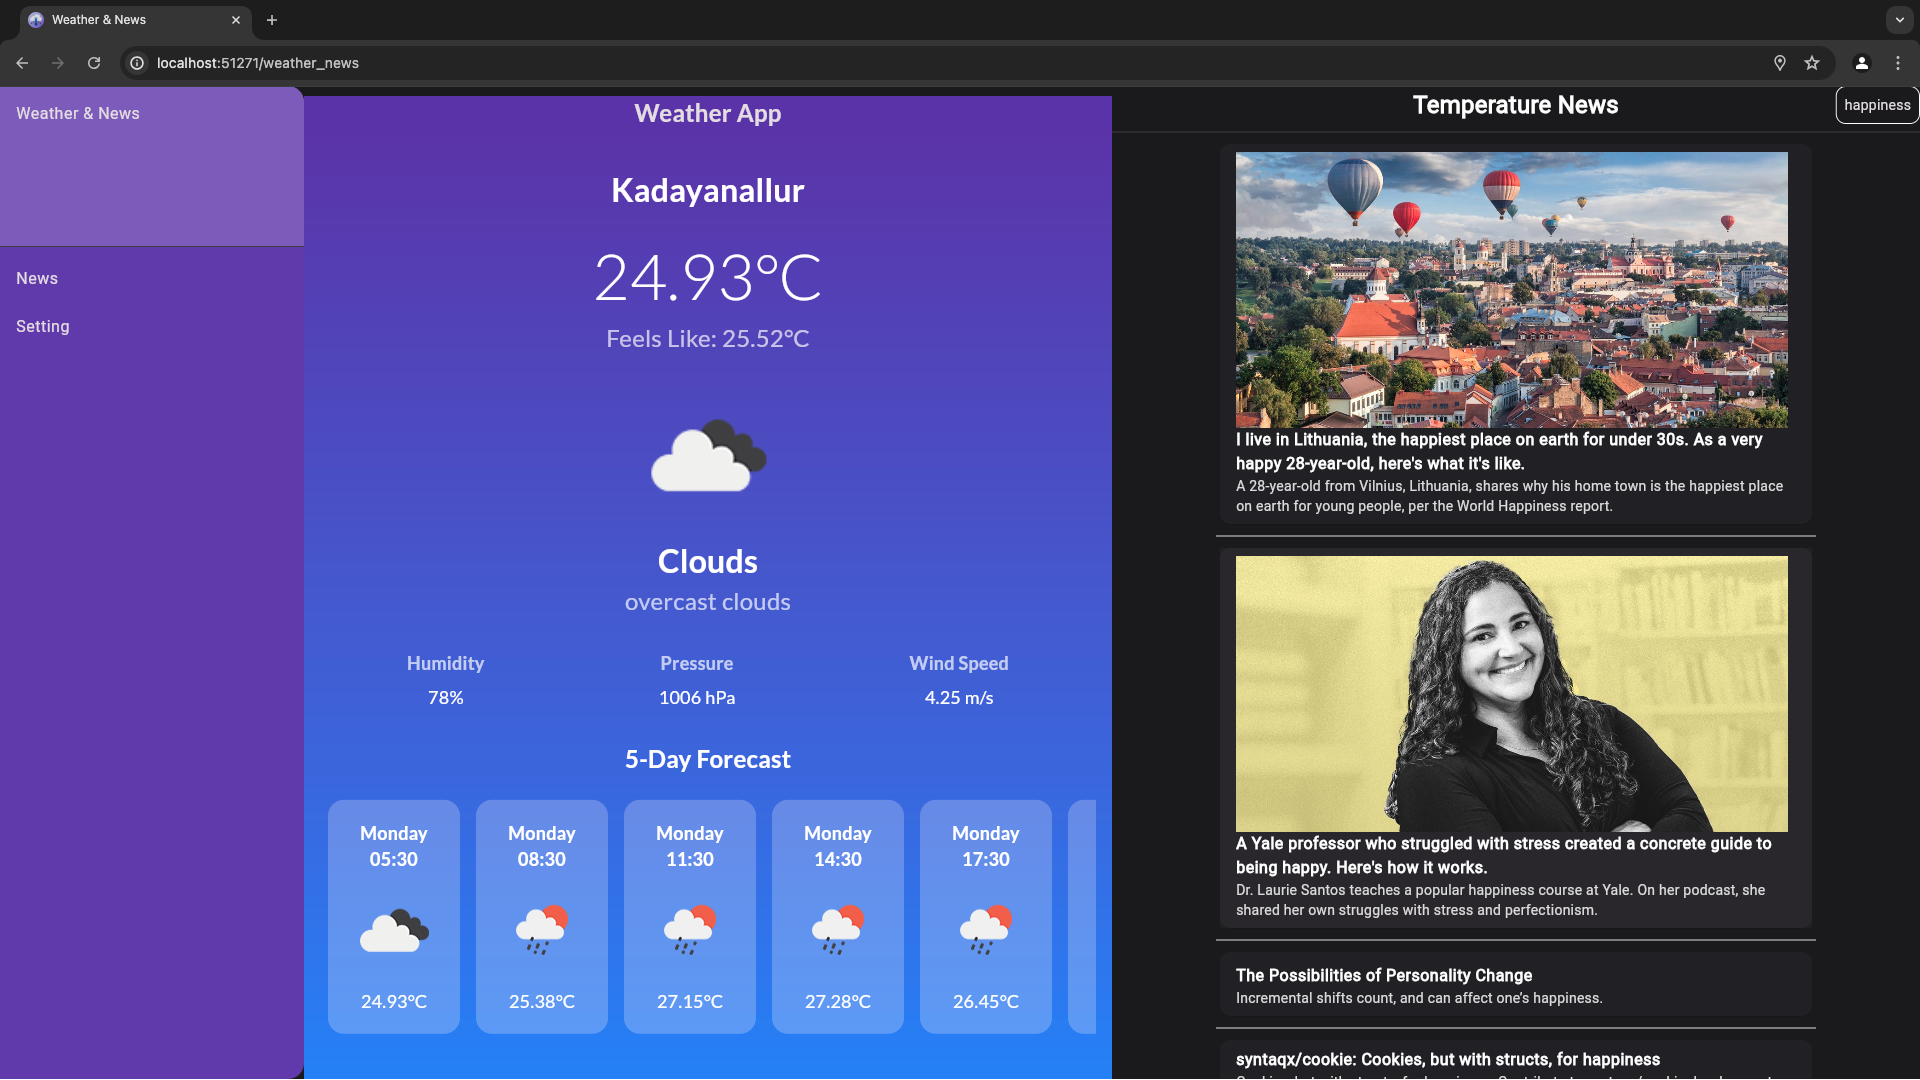 Weather & News
localhost:51271/weather_news
Weather & News
News
Setting
Weather App
Kadayanallur
24.93°C
Feels Like: 25.52°C
Clouds
overcast clouds
Humidity Pressure Wind Speed
78% 1006 hPa 4.25 m/s
5-Day Forecast
Monday Monday Monday Monday Monday
05:30 08:30 11:30 14:30 17:30
24.93°C 25.38°C 27.15°C 27.28°C 26.45°C
Temperature News
happiness
I live in Lithuania, the happiest place on earth for under 30s. As a very
happy 28-year-old, here's what it's like.
A 28-year-old from Vilnius, Lithuania, shares why his home town is the happiest place
on earth for young people, per the World Happiness report.
A Yale professor who struggled with stress created a concrete guide to
being happy. Here's how it works.
Dr. Laurie Santos teaches a popular happiness course at Yale. On her podcast, she
shared her own struggles with stress and perfectionism.
The Possibilities of Personality Change
Incremental shifts count, and can affect one’s happiness.
syntaqx/cookie: Cookies, but with structs, for happiness